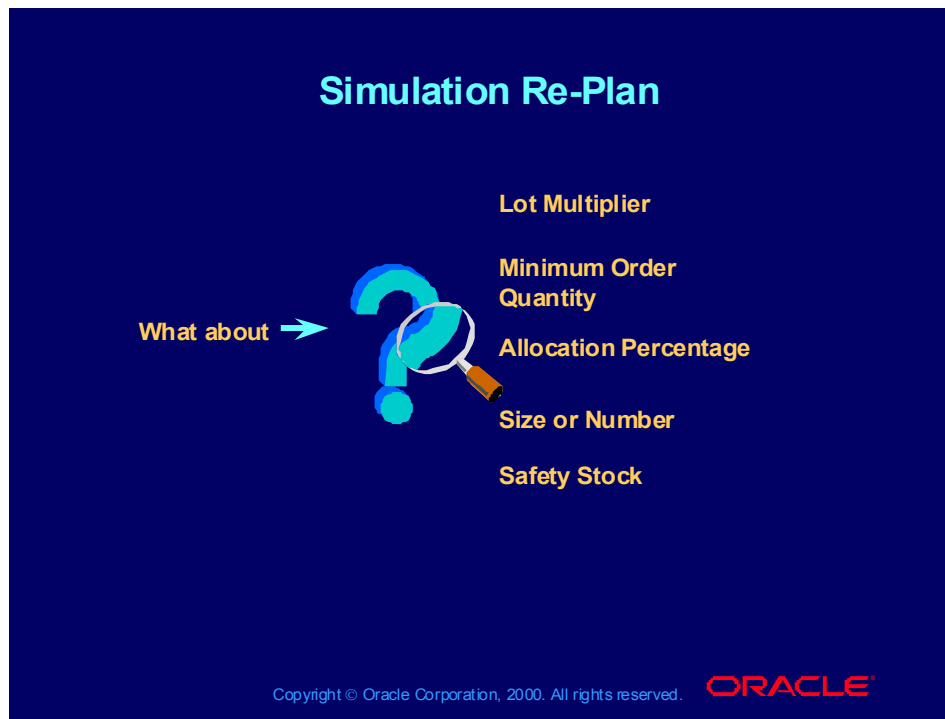 Simulation Re-Plan
Lot Multiplier
Minimum Order
Quantity
What about
Allocation Percentage
Size or Number
Safety Stock
Copyright © Oracle Corporation, 2000. All rights reserved.
ORACLE®